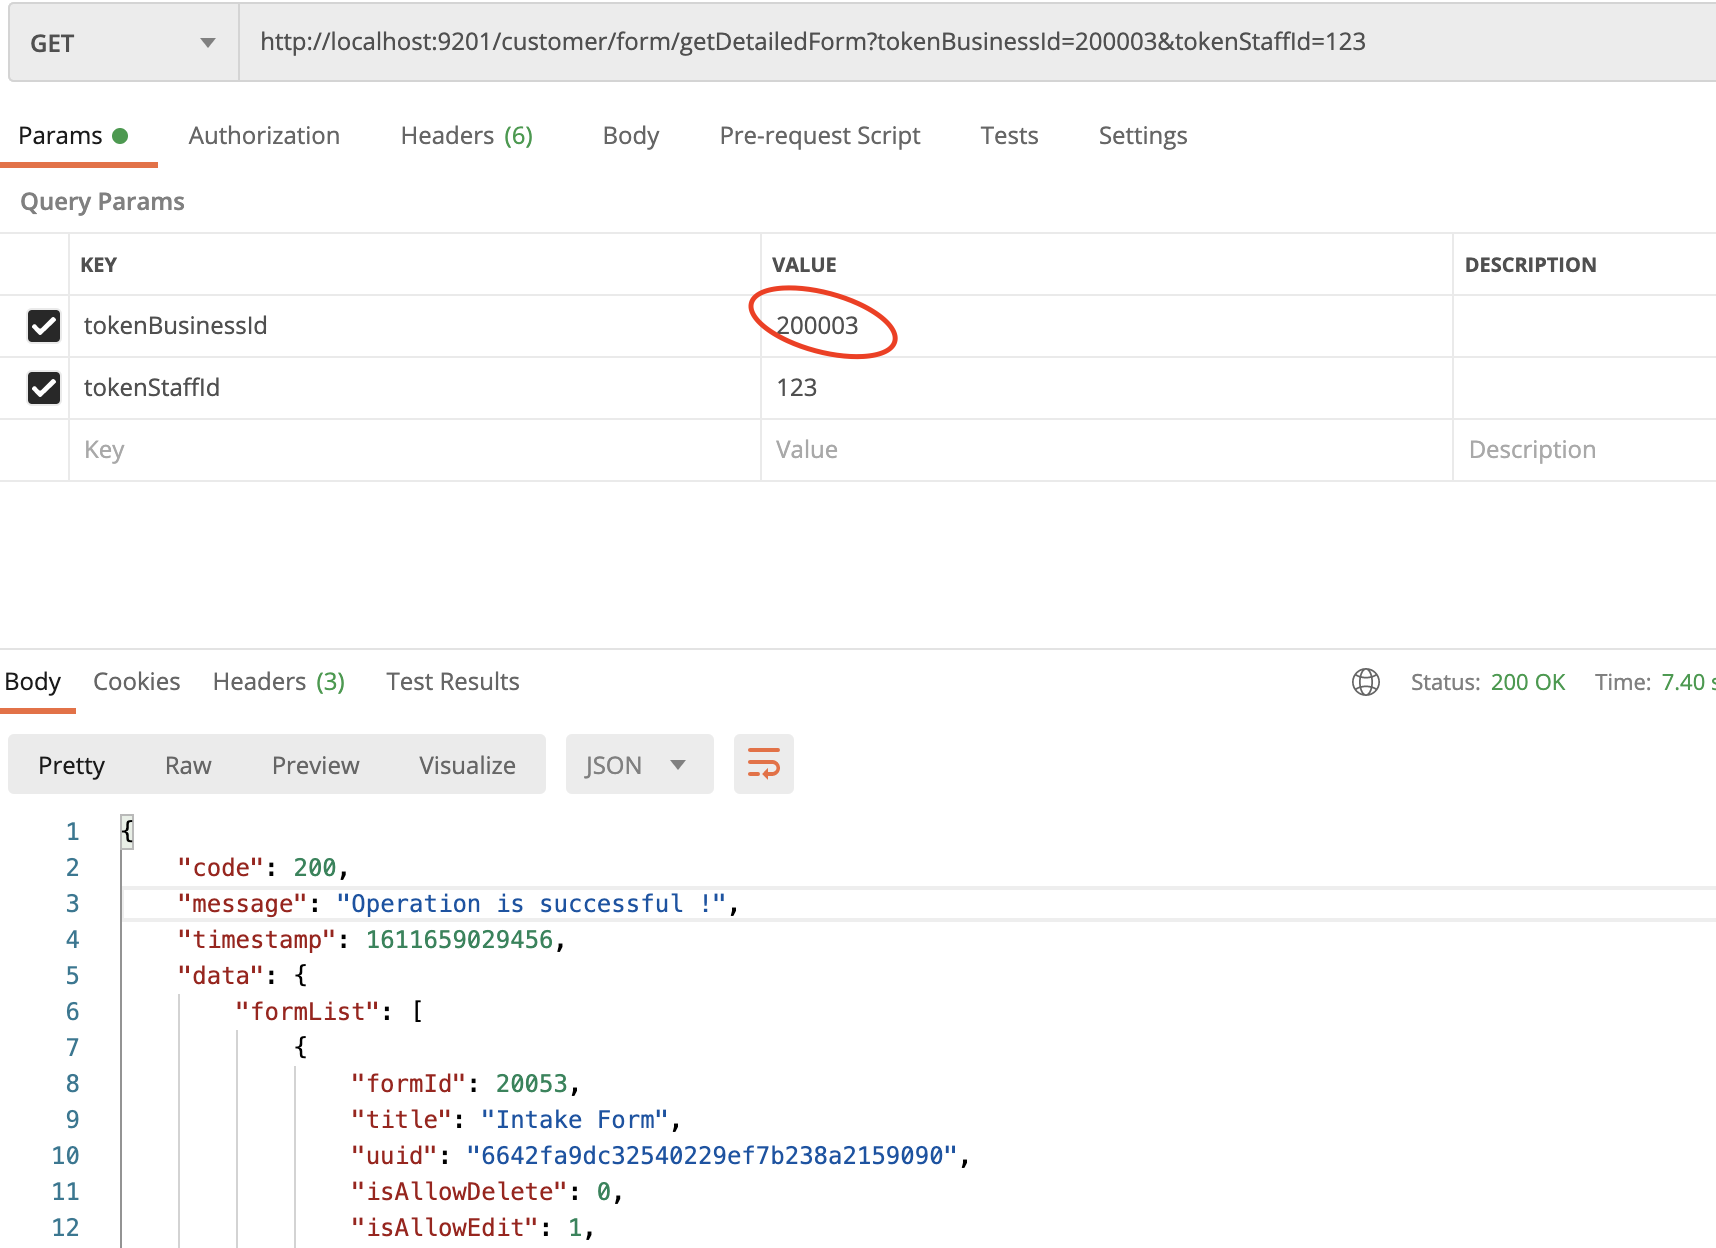 GET http://localhost:9201/customer/form/getDetailedForm?tokenBusinessId=200003&tokenStaffId=123
Params Authorization Headers (6) Body Pre-request Script Tests Settings
Query Params
KEY VALUE DESCRIPTION
tokenBusinessId 200003
tokenStaffId 123
Key Value Description
Body Cookies Headers (3) Test Results Status: 200 OK Time: 7.40 s
Pretty Raw Preview Visualize JSON
1 {
2 "code": 200,
3 "message": "Operation is successful !",
4 "timestamp": 1611659029456,
5 "data": {
6 "formList": [
7 {
8 "formId": 20053,
9 "title": "Intake Form",
10 "uuid": "6642fa9dc32540229ef7b238a2159090",
11 "isAllowDelete": 0,
12 "isAllowEdit": 1,